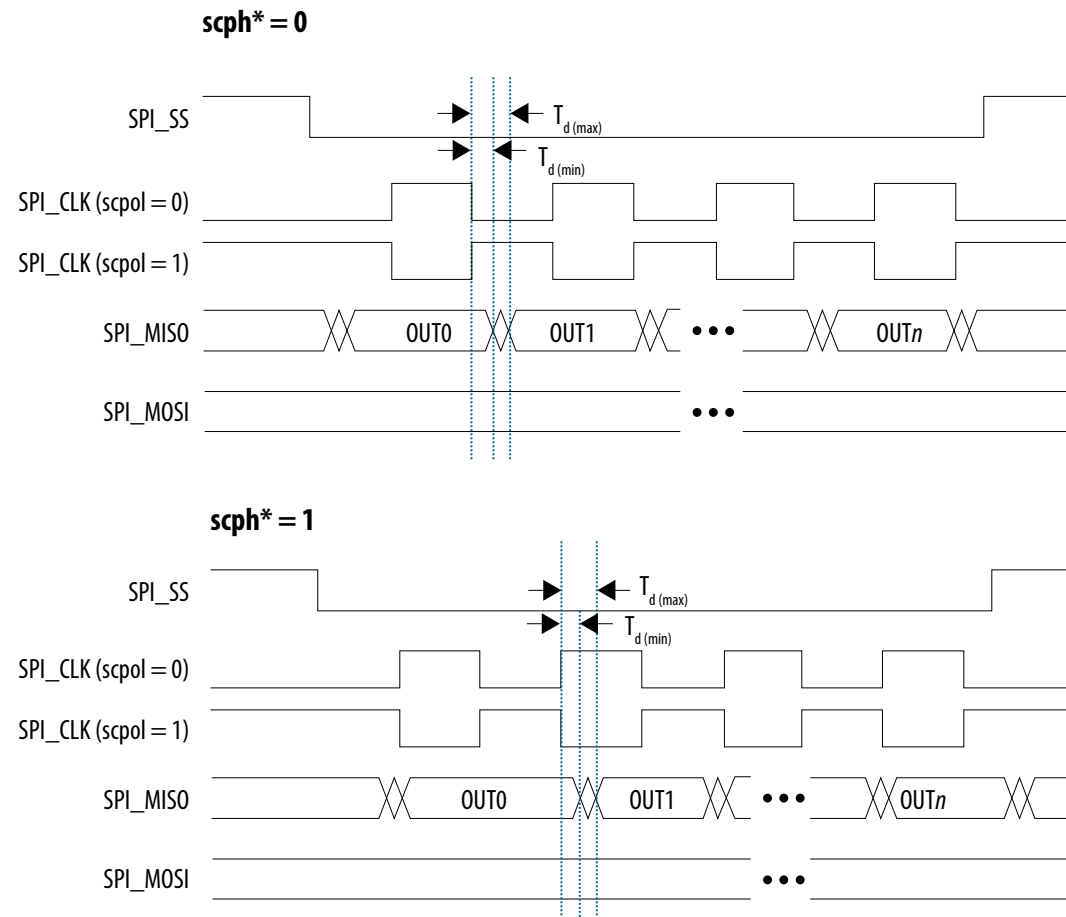 scph* = 0
SPI_SS
T d (max)
T d (min)
SPI_CLK (scpol = 0)
SPI_CLK (scpol = 1)
SPI_MISO OUT0 OUT1 ••• OUTn
SPI_MOSI •••
scph* = 1
SPI_SS
T d (max)
T d (min)
SPI_CLK (scpol = 0)
SPI_CLK (scpol = 1)
SPI_MISO OUT0 OUT1 ••• OUTn
SPI_MOSI •••